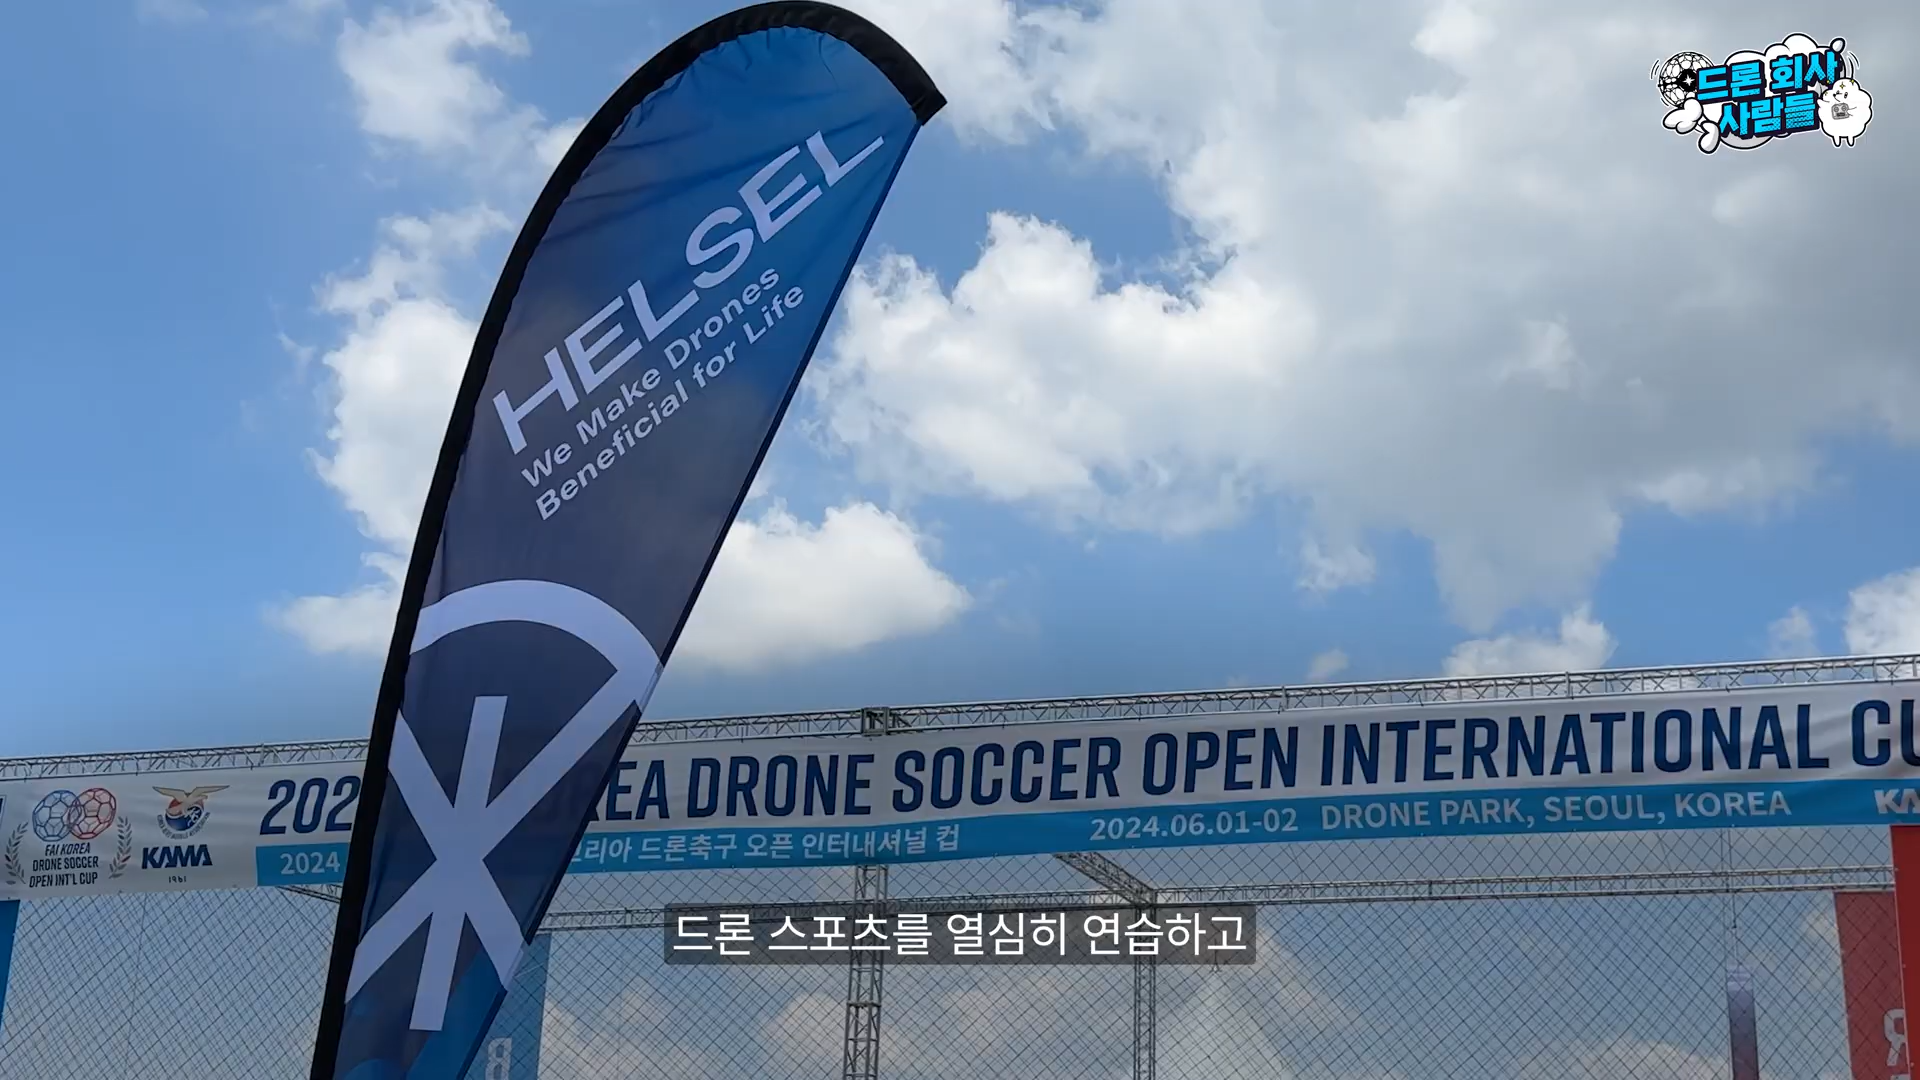 드론 회사
사람들
HELSEL
We Make Drones
Beneficial for Life
FAI KOREA
DRONE SOCCER
OPEN INT'L CUP
KAMA
1961
202
EA DRONE SOCCER OPEN INTERNATIONAL CU
2024
리아 드론축구 오픈 인터내셔널 컵
2024.06.01-02 DRONE PARK, SEOUL, KOREA
KA
드론 스포츠를 열심히 연습하고